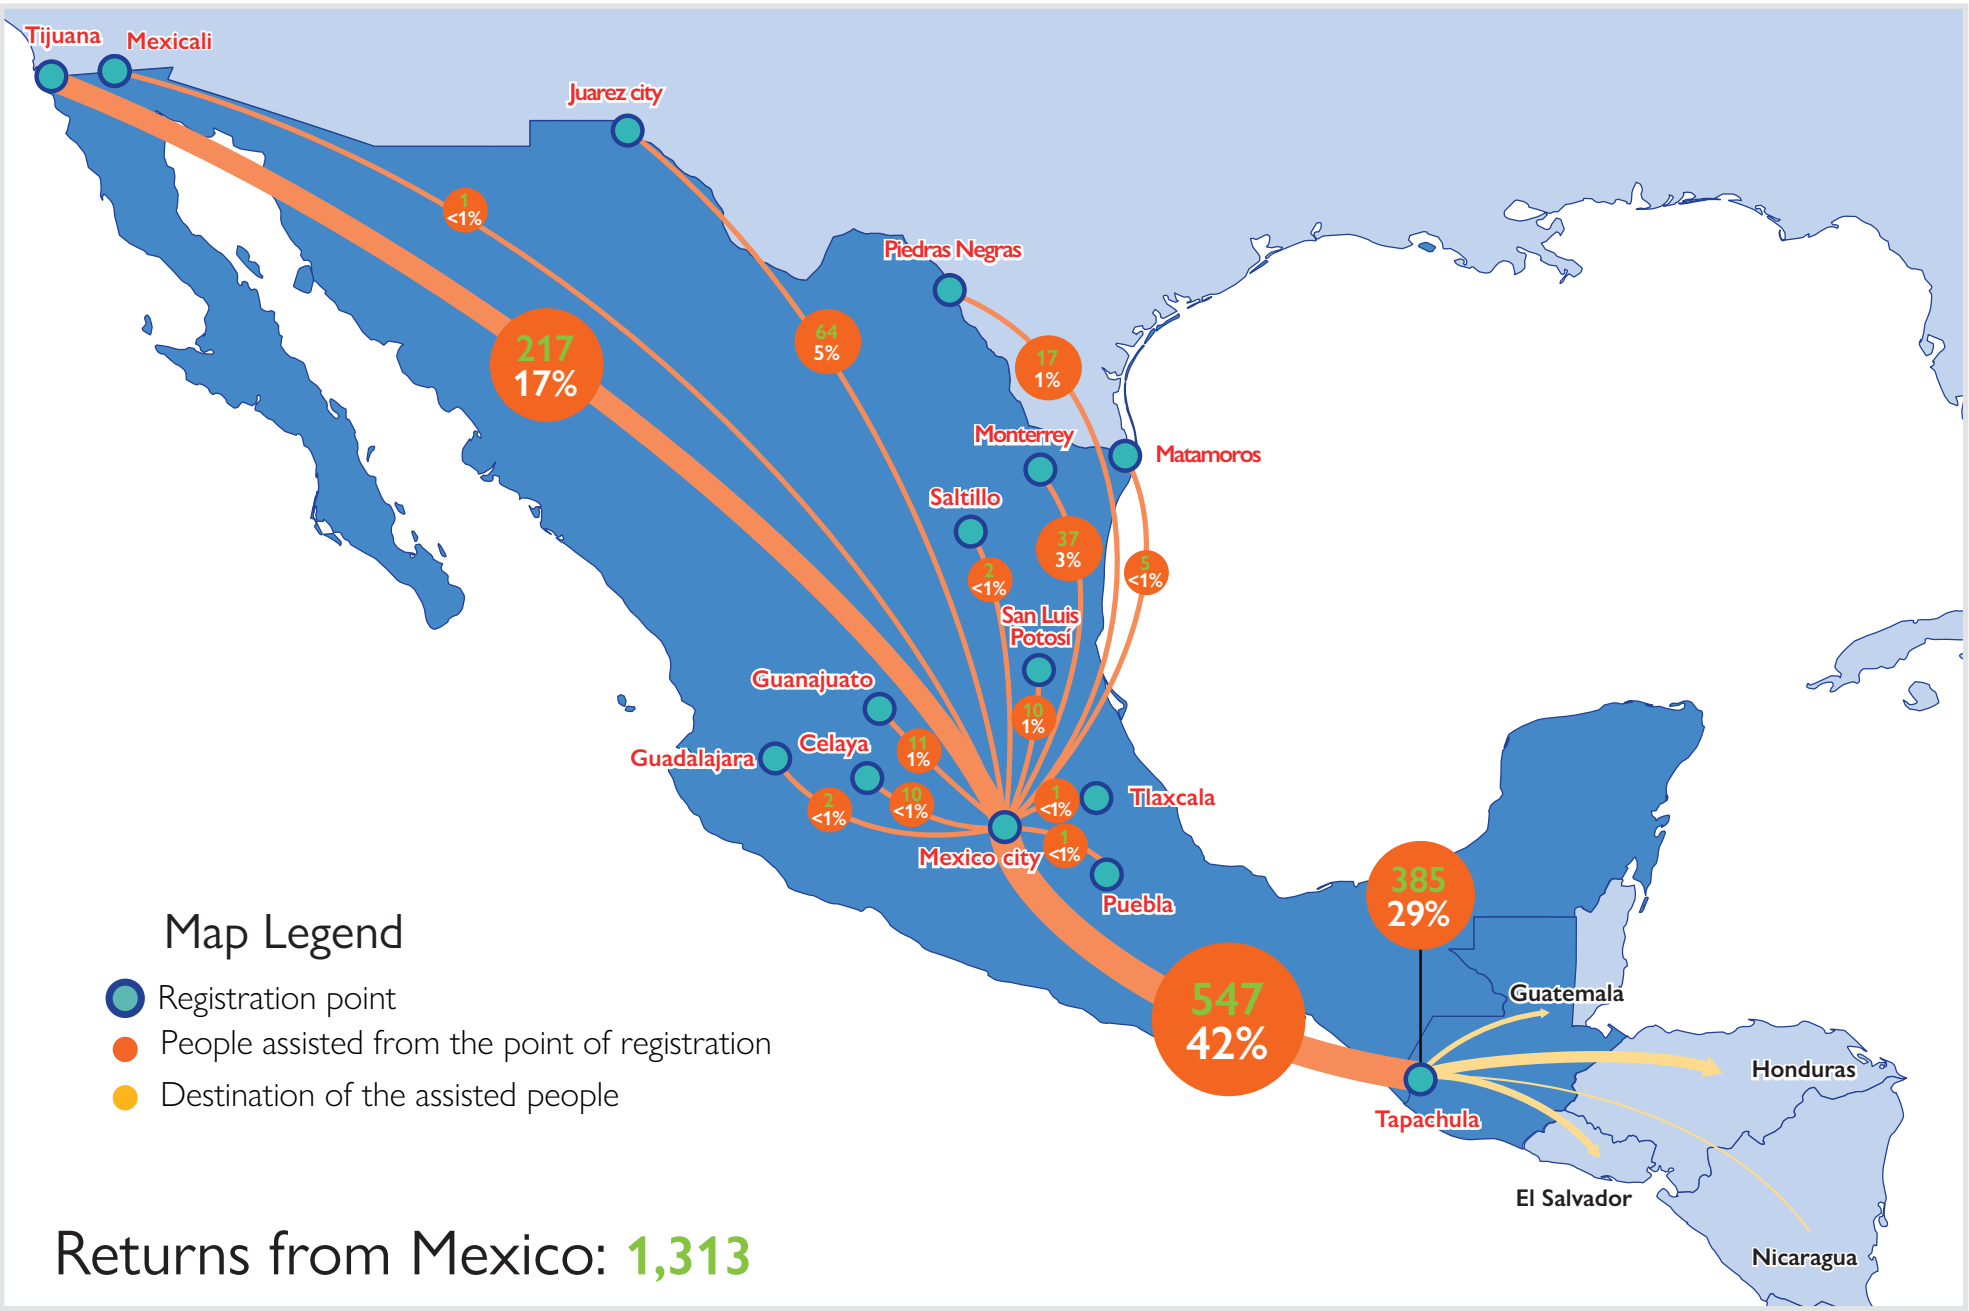 Tijuana
Mexicali
Juarez city
1
<1%
Piedras Negras
217
17%
64
5%
17
1%
Monterrey
Matamoros
Saltillo
37
3%
2
<1%
5
<1%
San Luis
Potosí
Guanajuato
10
1%
Celaya
11
1%
Guadalajara
2
<1%
10
<1%
1
<1%
Tlaxcala
Mexico city
1
<1%
Puebla
385
29%
Map Legend
Registration point
People assisted from the point of registration
Destination of the assisted people
547
42%
Guatemala
Honduras
Tapachula
El Salvador
Nicaragua
Returns from Mexico: 1,313